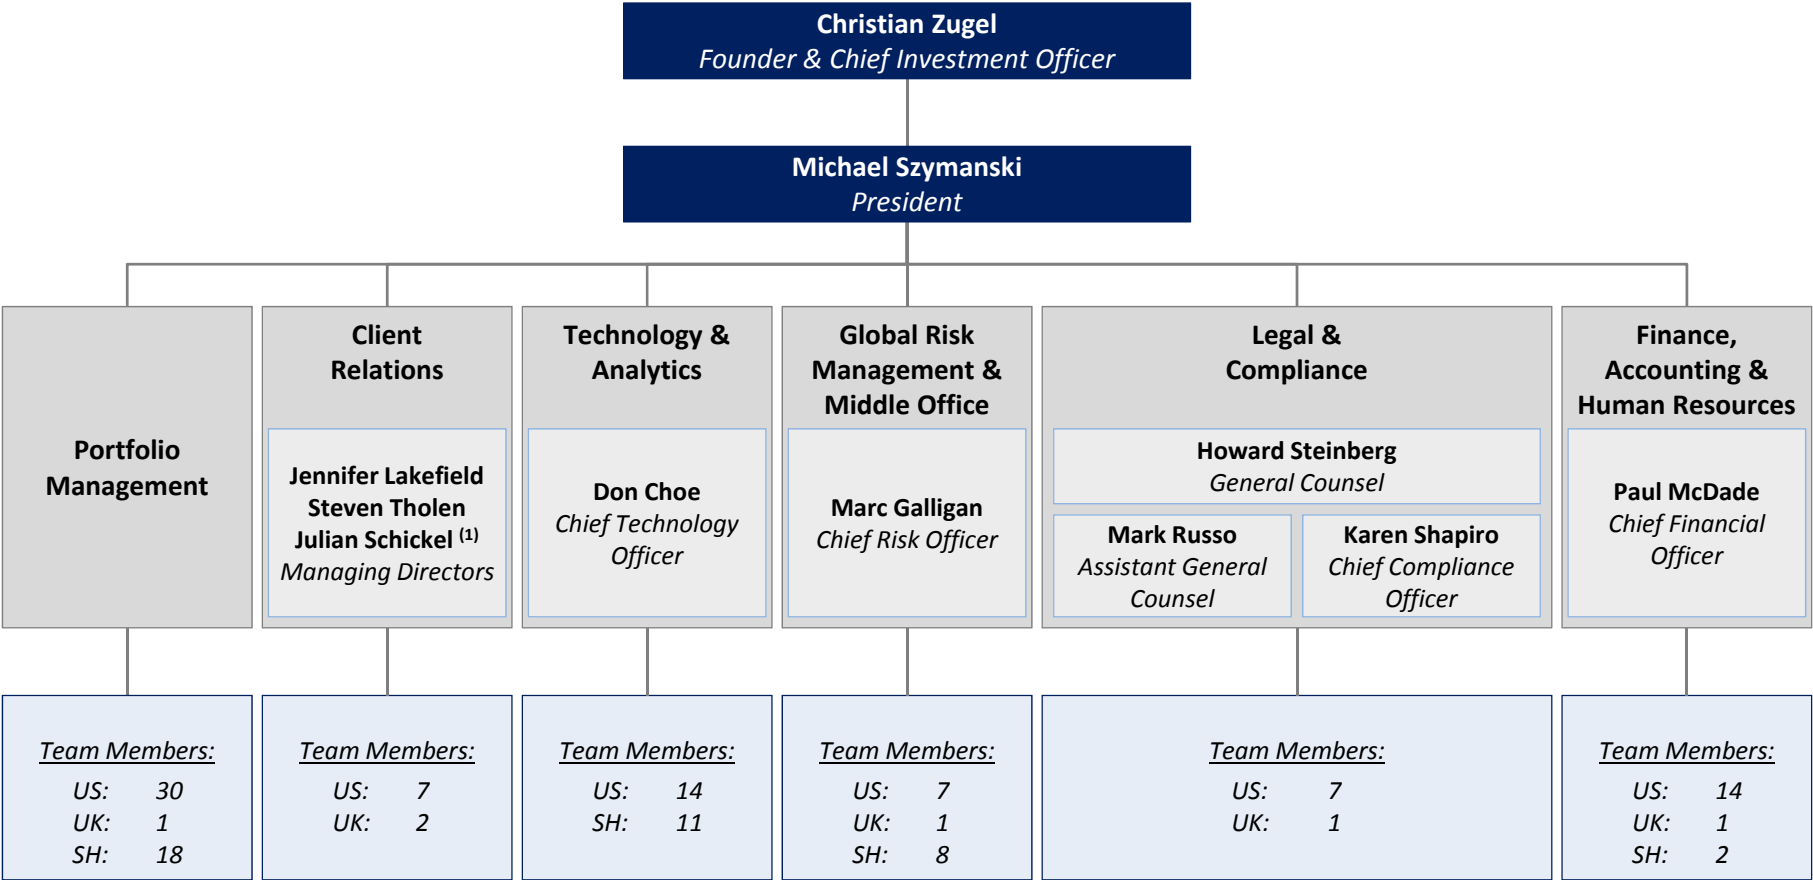 Christian Zugel
Founder & Chief Investment Officer
Michael Szymanski
President
Portfolio
Management
Client
Relations
Jennifer Lakefield
Steven Tholen
Julian Schickel (1)
Managing Directors
Technology &
Analytics
Don Choe
Chief Technology
Officer
Global Risk
Management &
Middle Office
Marc Galligan
Chief Risk Officer
Legal &
Compliance
Howard Steinberg
General Counsel
Mark Russo
Assistant General
Counsel
Karen Shapiro
Chief Compliance
Officer
Finance,
Accounting &
Human Resources
Paul McDade
Chief Financial
Officer
Team Members:
US: 30
UK: 1
SH: 18
Team Members:
US: 7
UK: 2
Team Members:
US: 14
SH: 11
Team Members:
US: 7
UK: 1
SH: 8
Team Members:
US: 7
UK: 1
Team Members:
US: 14
UK: 1
SH: 2